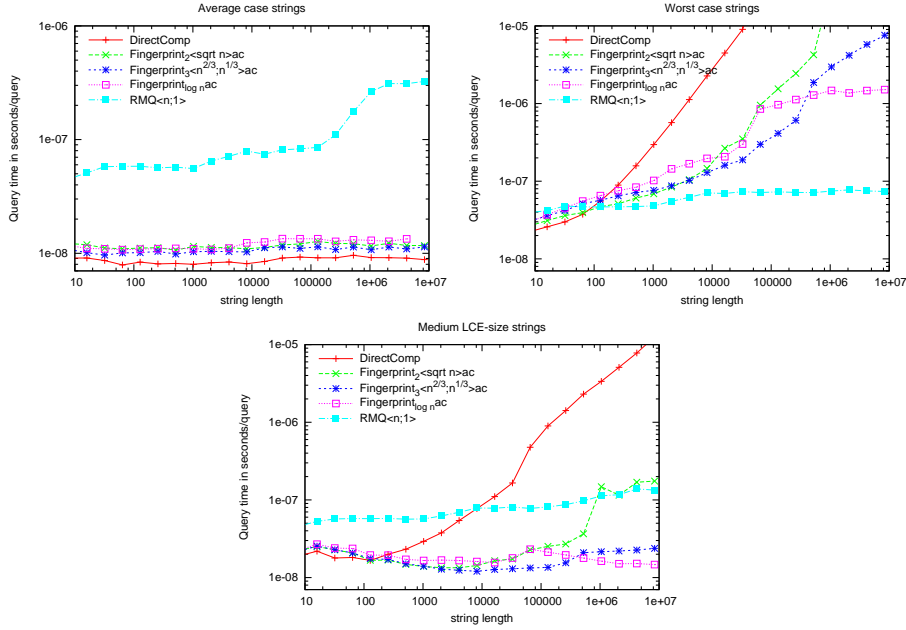 Average case strings
1e-06
1e-07
1e-08
Query time in seconds/query
DirectComp
Fingerprint2<sqrt n>ac
Fingerprint3<n^2/3;n^1/3>ac
Fingerprintlog nac
RMQ<n;1>
10 100 1000 10000 100000 1e+06 1e+07
string length
Worst case strings
1e-05
1e-06
1e-07
1e-08
Query time in seconds/query
DirectComp
Fingerprint2<sqrt n>ac
Fingerprint3<n^2/3;n^1/3>ac
Fingerprintlog nac
RMQ<n;1>
10 100 1000 10000 100000 1e+06 1e+07
string length
Medium LCE-size strings
1e-05
1e-06
1e-07
1e-08
Query time in seconds/query
DirectComp
Fingerprint2<sqrt n>ac
Fingerprint3<n^2/3;n^1/3>ac
Fingerprintlog nac
RMQ<n;1>
10 100 1000 10000 100000 1e+06 1e+07
string length